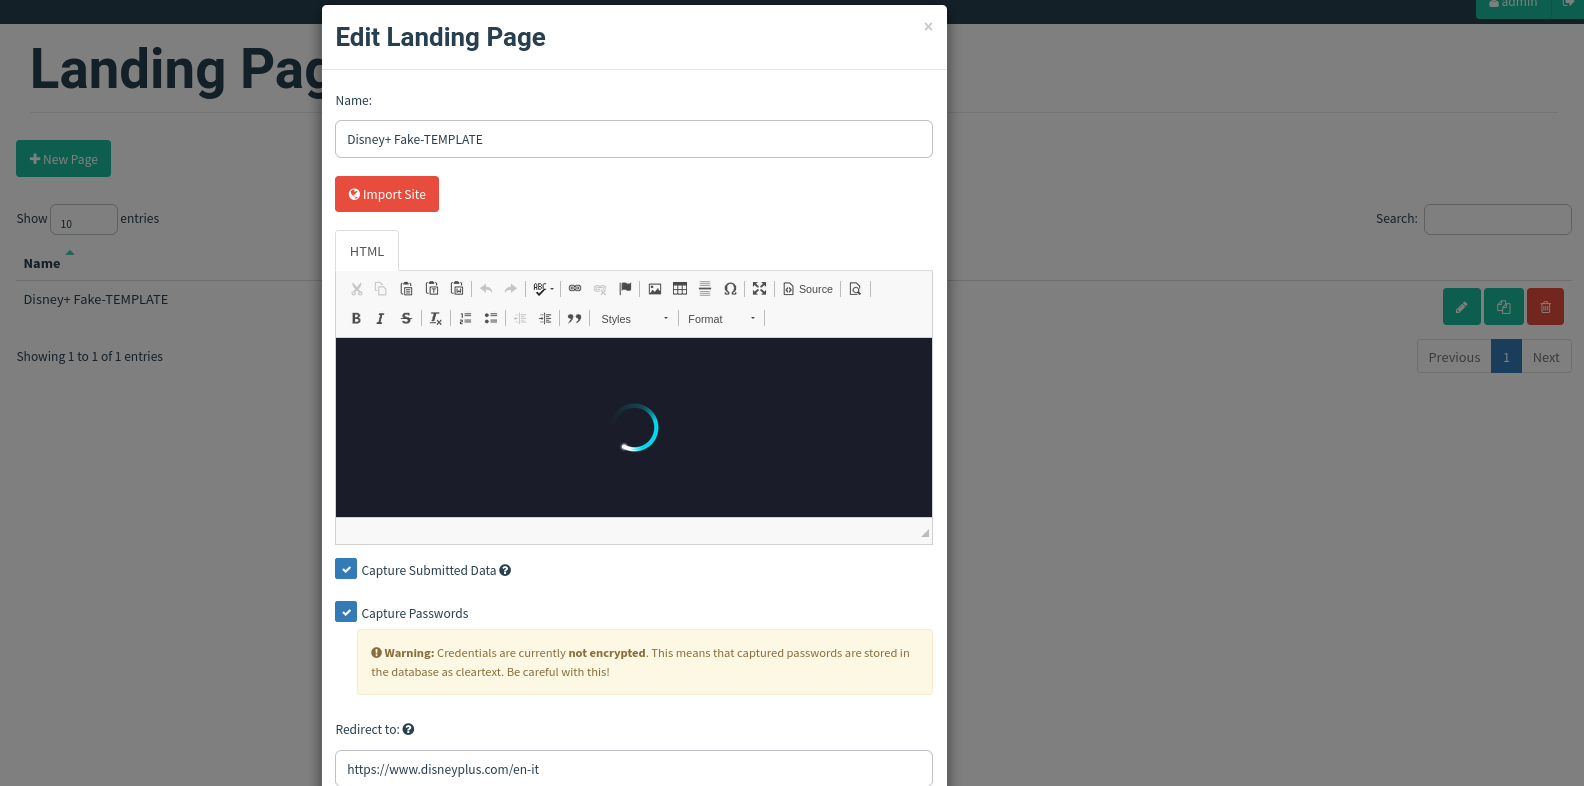 admin
Landing Pag
Edit Landing Page
×
Name:
Disney+ Fake-TEMPLATE
New Page
Import Site
Show 10 entries
Search:
HTML
Name
ABC
Source
Disney+ Fake-TEMPLATE
B I S Tx Styles Format
Showing 1 to 1 of 1 entries
Previous 1 Next
Capture Submitted Data
Capture Passwords
Warning: Credentials are currently not encrypted. This means that captured passwords are stored in
the database as cleartext. Be careful with this!
Redirect to:
https://www.disneyplus.com/en-it